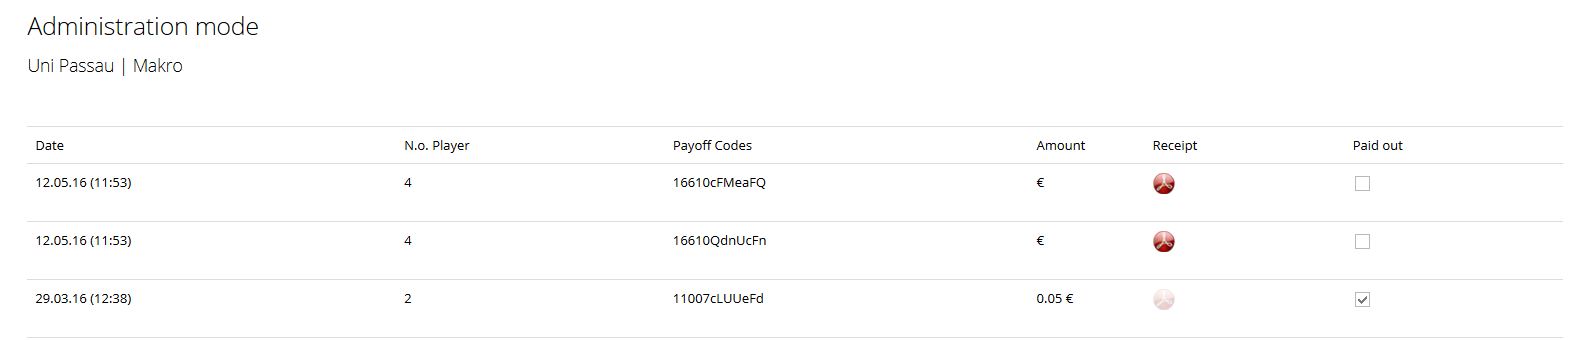 Administration mode
Uni Passau | Makro
Date N.o. Player Payoff Codes Amount Receipt Paid out
12.05.16 (11:53) 4 16610cFMeaFQ €
12.05.16 (11:53) 4 16610QdnUcFn €
29.03.16 (12:38) 2 11007cLUUeFd 0.05 €